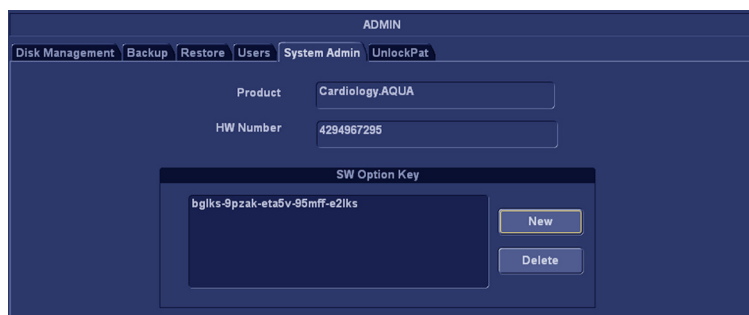 ADMIN
Disk Management Backup Restore Users System Admin UnlockPat
Product Cardiology.AQUA
HW Number 4294967295
SW Option Key
bglks-9pzak-eta5v-95mff-e2lks
New
Delete